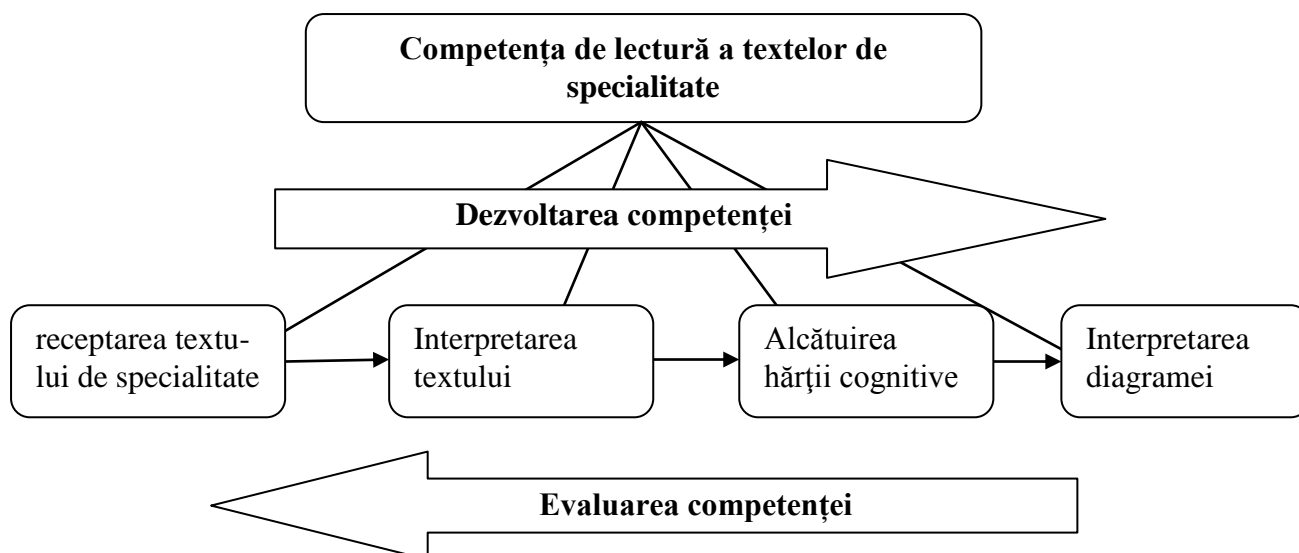 Competența de lectură a textelor de
specialitate
Dezvoltarea competenței
receptarea textu-
lui de specialitate
Interpretarea
textului
Alcătuirea
hărţii cognitive
Interpretarea
diagramei
Evaluarea competenței